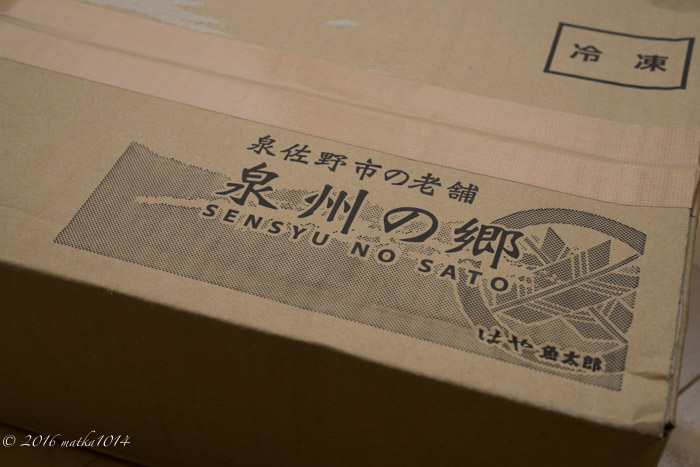 冷凍
泉佐野市の老舗
泉州の郷
SENSYU NO SATO
はや 魚太郎
© 2016 matka1014